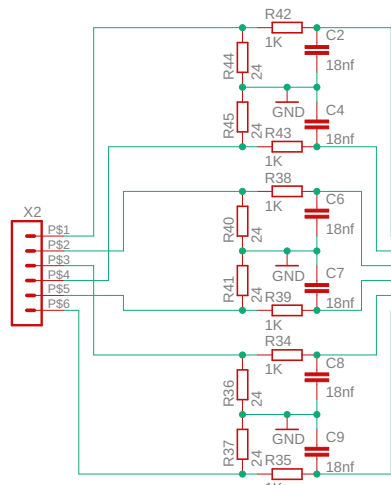 R42
1K
C2
18nf
R44
24
GND
R45
24
C4
18nf
R43
1K
R38
1K
C6
18nf
R40
24
X2
P$1
P$2
P$3
P$4
P$5
P$6
GND
R41
24
C7
18nf
R39
1K
R34
1K
C8
18nf
R36
24
GND
R37
24
C9
18nf
R35
1K